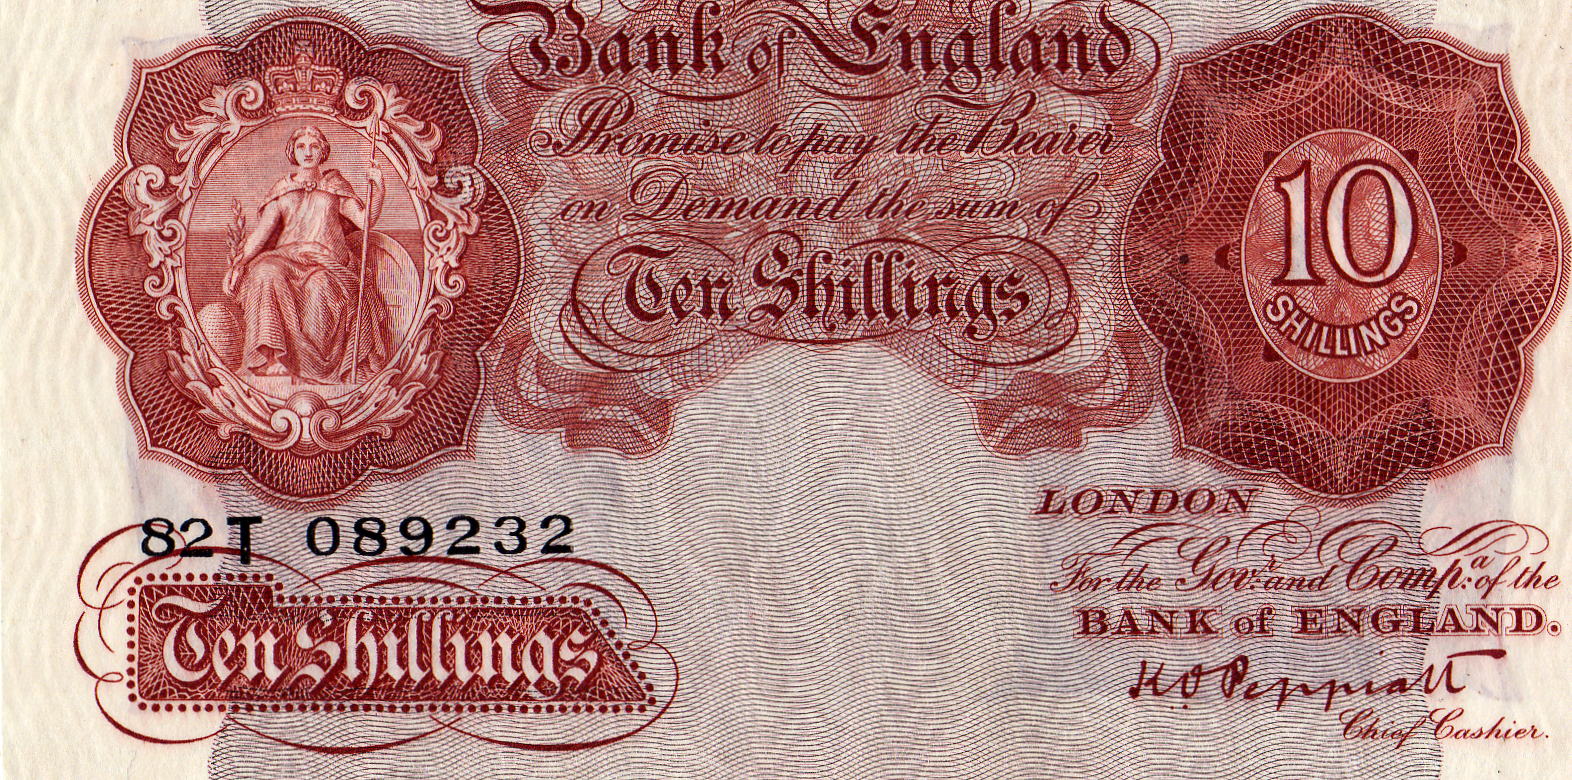 Bank of England
Promise to pay the Bearer
on Demand the sum of
Ten Shillings
10
SHILLINGS
82T 089232
Ten Shillings
LONDON
For the Govr. and Compa. of the
BANK of ENGLAND.
K O Peppiatt
Chief Cashier.